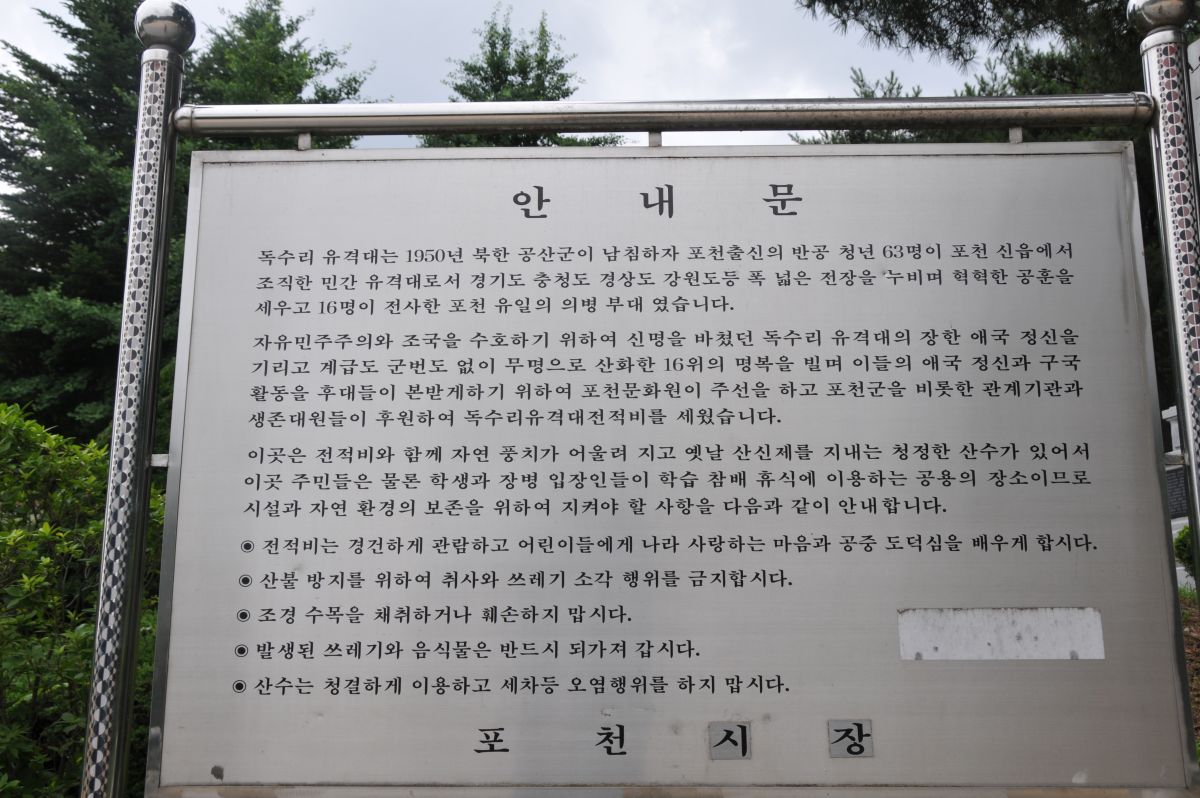 안 내 문
독수리 유격대는 1950년 북한 공산군이 남침하자 포천출신의 반공 청년 63명이 포천 신읍에서
조직한 민간 유격대로서 경기도 충청도 경상도 강원도등 폭 넓은 전장을 누비며 혁혁한 공훈을
세우고 16명이 전사한 포천 유일의 의병 부대 였습니다.
자유민주주의와 조국을 수호하기 위하여 신명을 바쳤던 독수리 유격대의 장한 애국 정신을
기리고 계급도 군번도 없이 무명으로 산화한 16위의 명복을 빌며 이들의 애국 정신과 구국
활동을 후대들이 본받게하기 위하여 포천문화원이 주선을 하고 포천군을 비롯한 관계기관과
생존대원들이 후원하여 독수리유격대전적비를 세웠습니다.
이곳은 전적비와 함께 자연 풍치가 어울려 지고 옛날 산신제를 지내는 청정한 산수가 있어서
이곳 주민들은 물론 학생과 장병 입장인들이 학습 참배 휴식에 이용하는 공용의 장소이므로
시설과 자연 환경의 보존을 위하여 지켜야 할 사항을 다음과 같이 안내합니다.
◉ 전적비는 경건하게 관람하고 어린이들에게 나라 사랑하는 마음과 공중 도덕심을 배우게 합시다.
◉ 산불 방지를 위하여 취사와 쓰레기 소각 행위를 금지합시다.
◉ 조경 수목을 채취하거나 훼손하지 맙시다.
◉ 발생된 쓰레기와 음식물은 반드시 되가져 갑시다.
◉ 산수는 청결하게 이용하고 세차등 오염행위를 하지 맙시다.
포 천 시 장